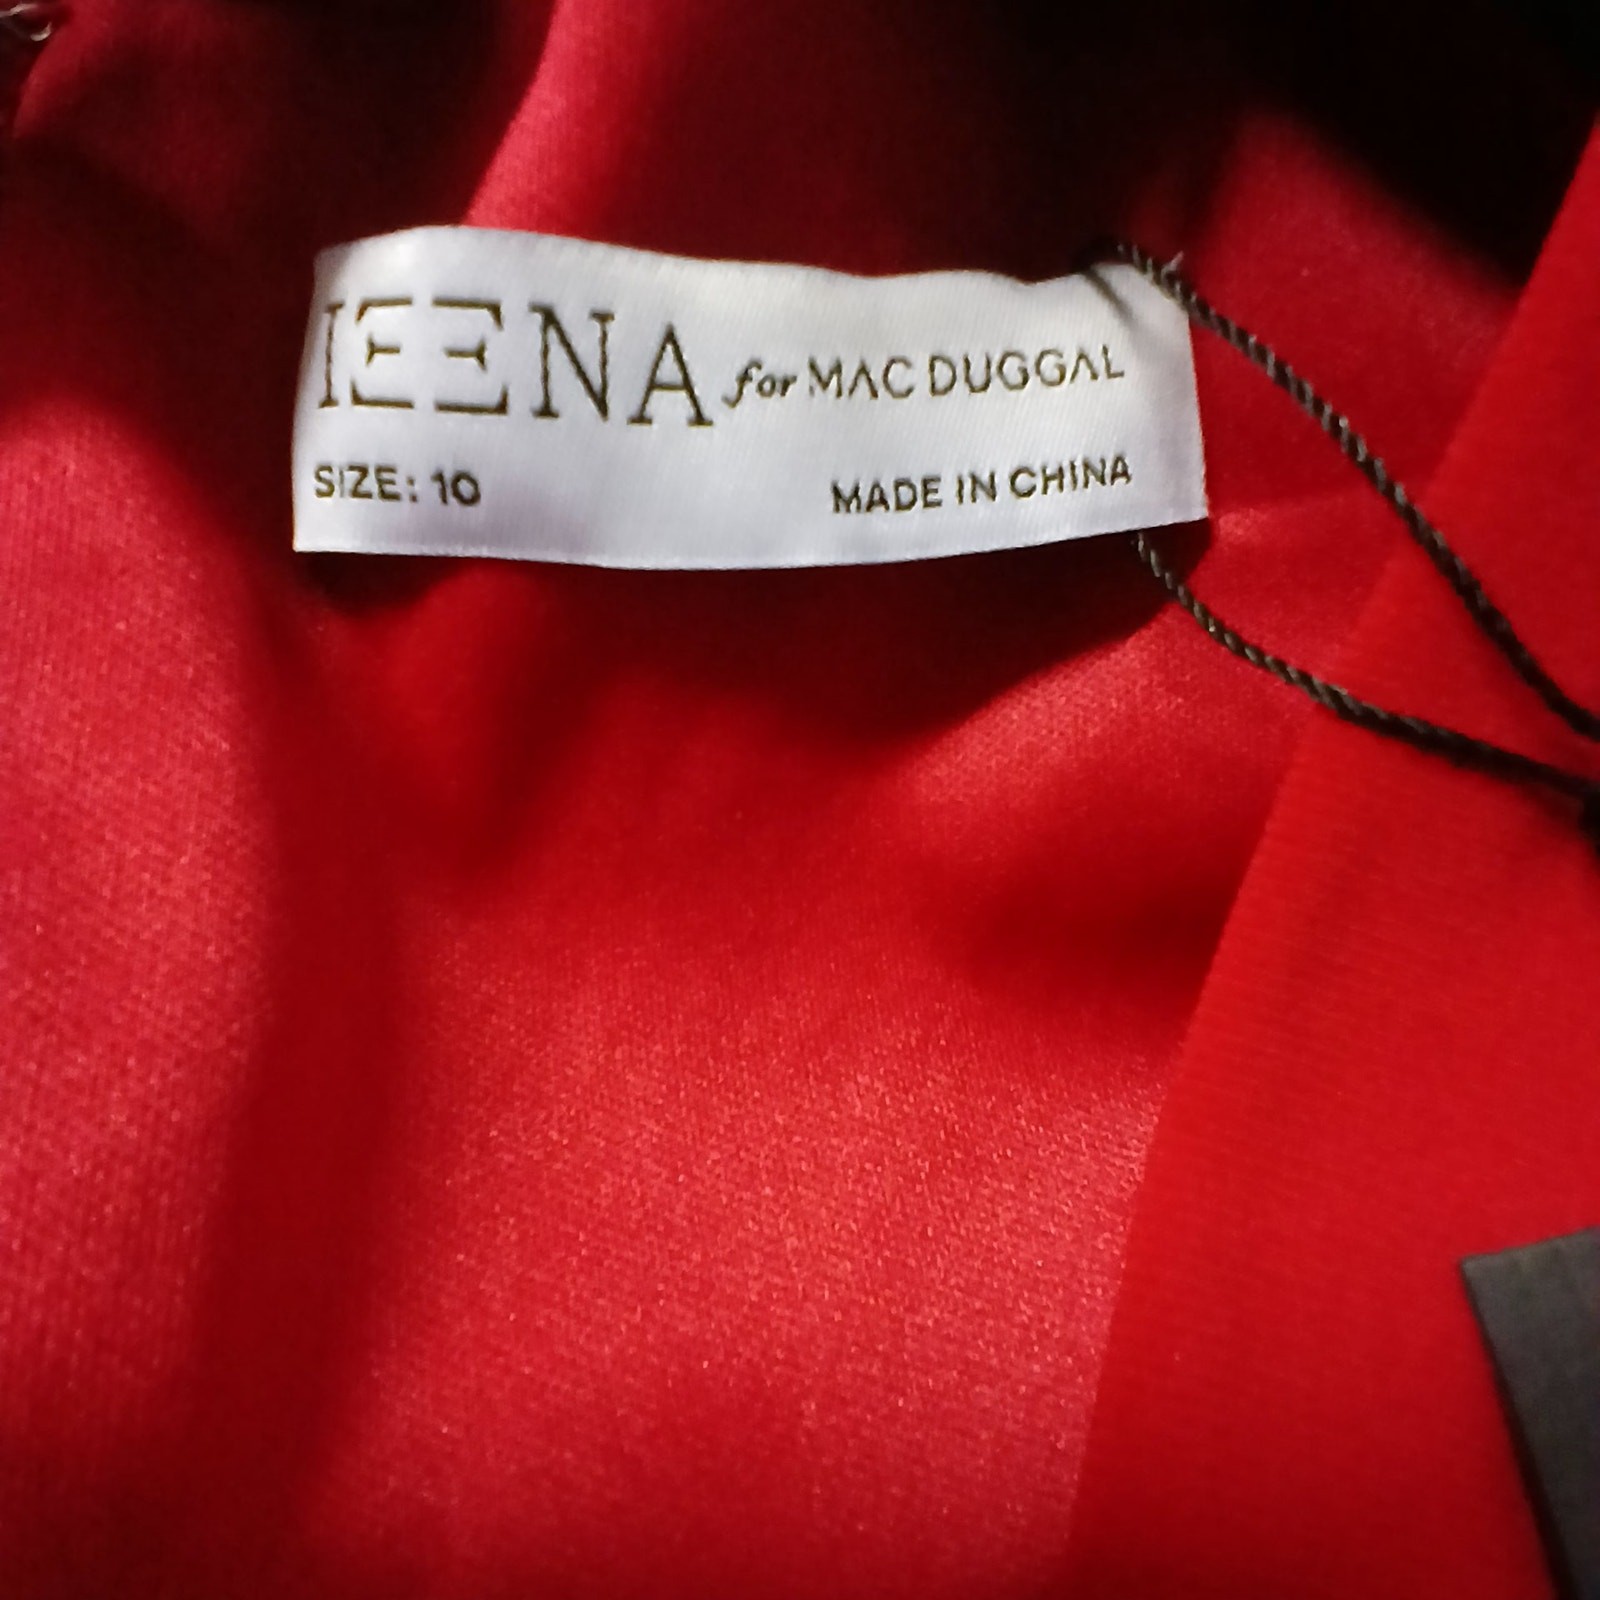 IEENA for MAC DUGGAL
SIZE: 10 MADE IN CHINA